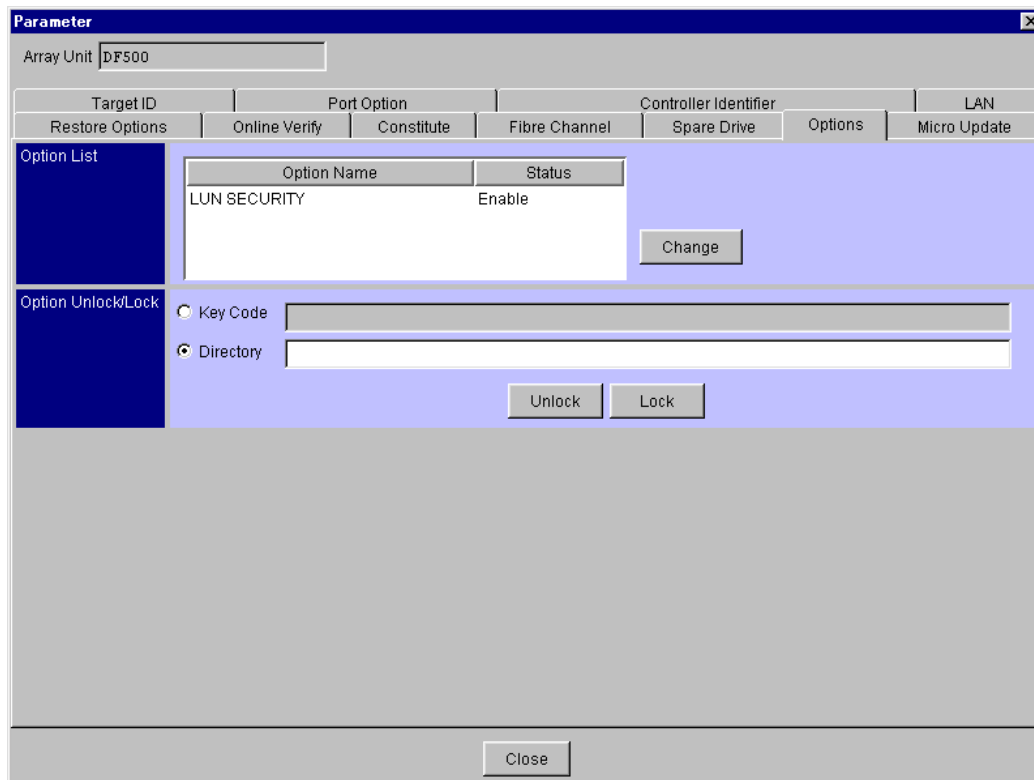 Parameter
Array Unit DF500
Target ID Port Option Controller Identifier LAN
Restore Options Online Verify Constitute Fibre Channel Spare Drive Options Micro Update
Option List
Option Name Status
LUN SECURITY Enable
Change
Option Unlock/Lock
Key Code
Directory
Unlock Lock
Close